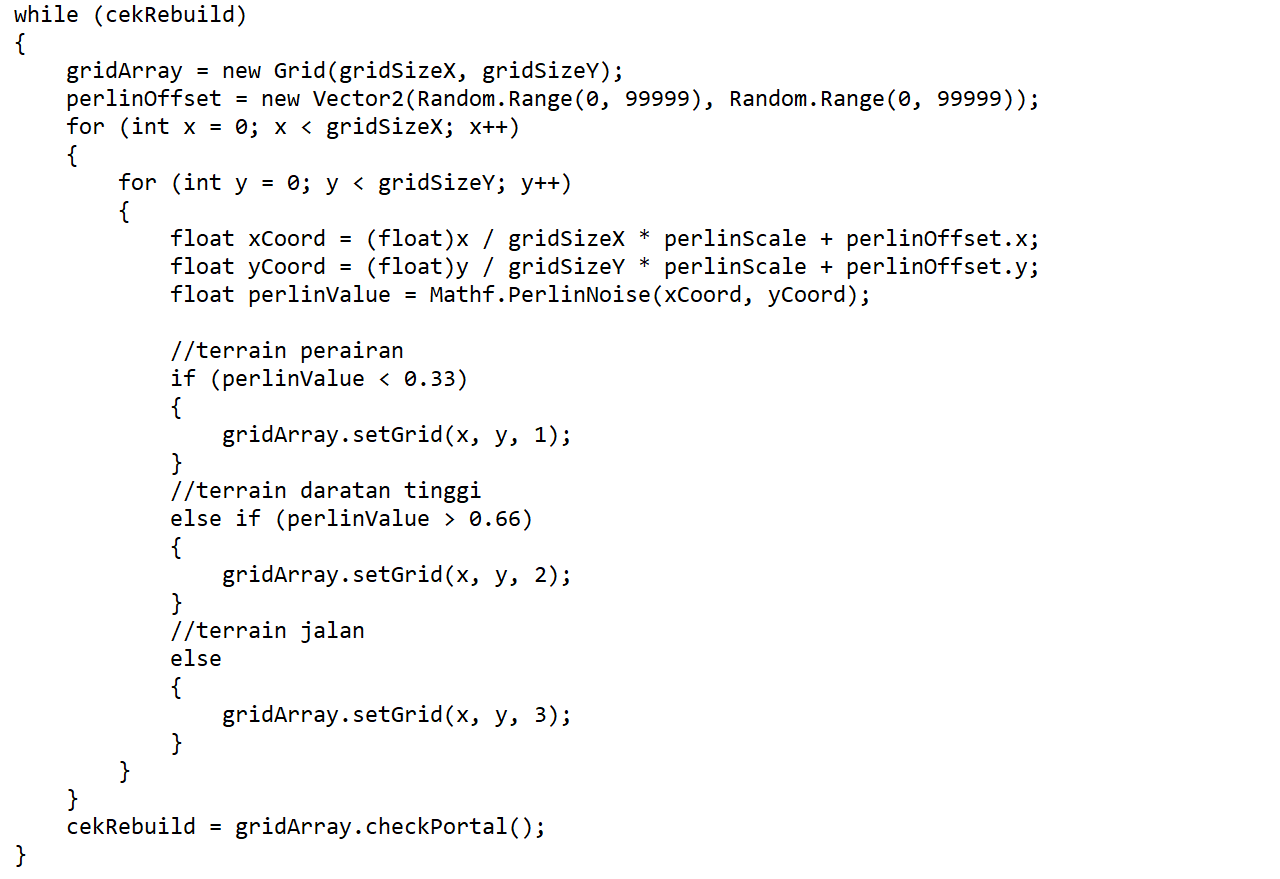 while (cekRebuild)
{
    gridArray = new Grid(gridSizeX, gridSizeY);
    perlinOffset = new Vector2(Random.Range(0, 99999), Random.Range(0, 99999));
    for (int x = 0; x < gridSizeX; x++)
    {
        for (int y = 0; y < gridSizeY; y++)
        {
            float xCoord = (float)x / gridSizeX * perlinScale + perlinOffset.x;
            float yCoord = (float)y / gridSizeY * perlinScale + perlinOffset.y;
            float perlinValue = Mathf.PerlinNoise(xCoord, yCoord);

            //terrain perairan
            if (perlinValue < 0.33)
            {
                gridArray.setGrid(x, y, 1);
            }
            //terrain daratan tinggi
            else if (perlinValue > 0.66)
            {
                gridArray.setGrid(x, y, 2);
            }
            //terrain jalan
            else
            {
                gridArray.setGrid(x, y, 3);
            }
        }
    }
    cekRebuild = gridArray.checkPortal();
}